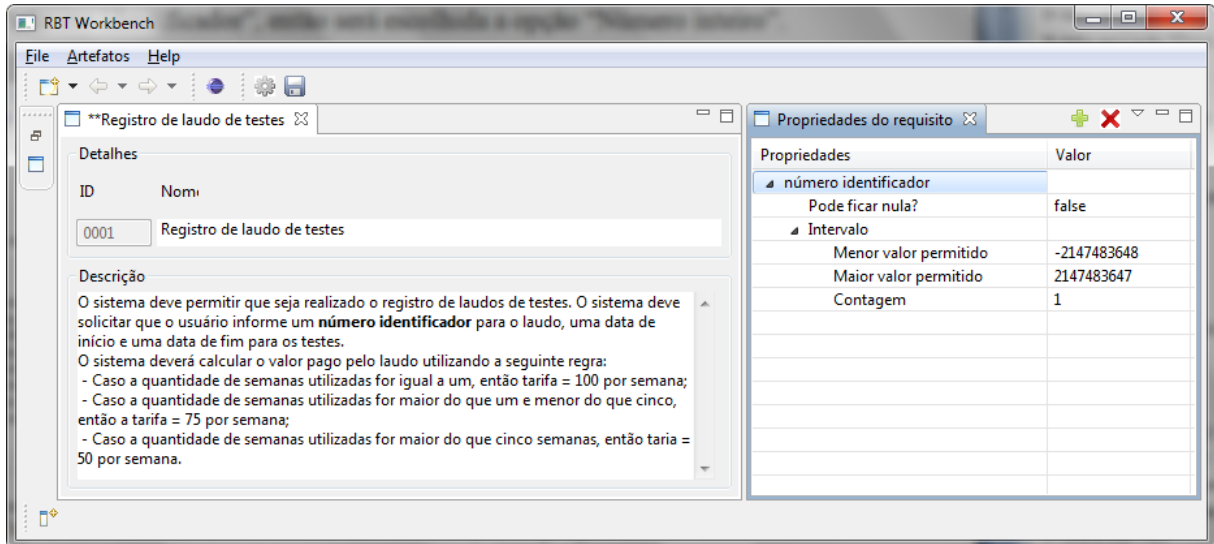 RBT Workbench
ficador", então será escolhida a opção "Número inteiro".
File Artefatos Help
**Registro de laudo de testes
Detalhes
ID Nom
0001 Registro de laudo de testes
Descrição
O sistema deve permitir que seja realizado o registro de laudos de testes. O sistema deve
solicitar que o usuário informe um número identificador para o laudo, uma data de
início e uma data de fim para os testes.
O sistema deverá calcular o valor pago pelo laudo utilizando a seguinte regra:
- Caso a quantidade de semanas utilizadas for igual a um, então tarifa = 100 por semana;
- Caso a quantidade de semanas utilizadas for maior do que um e menor do que cinco,
então a tarifa = 75 por semana;
- Caso a quantidade de semanas utilizadas for maior do que cinco semanas, então taria =
50 por semana.
Propriedades do requisito
Propriedades Valor
número identificador
Pode ficar nula? false
Intervalo
Menor valor permitido -2147483648
Maior valor permitido 2147483647
Contagem 1